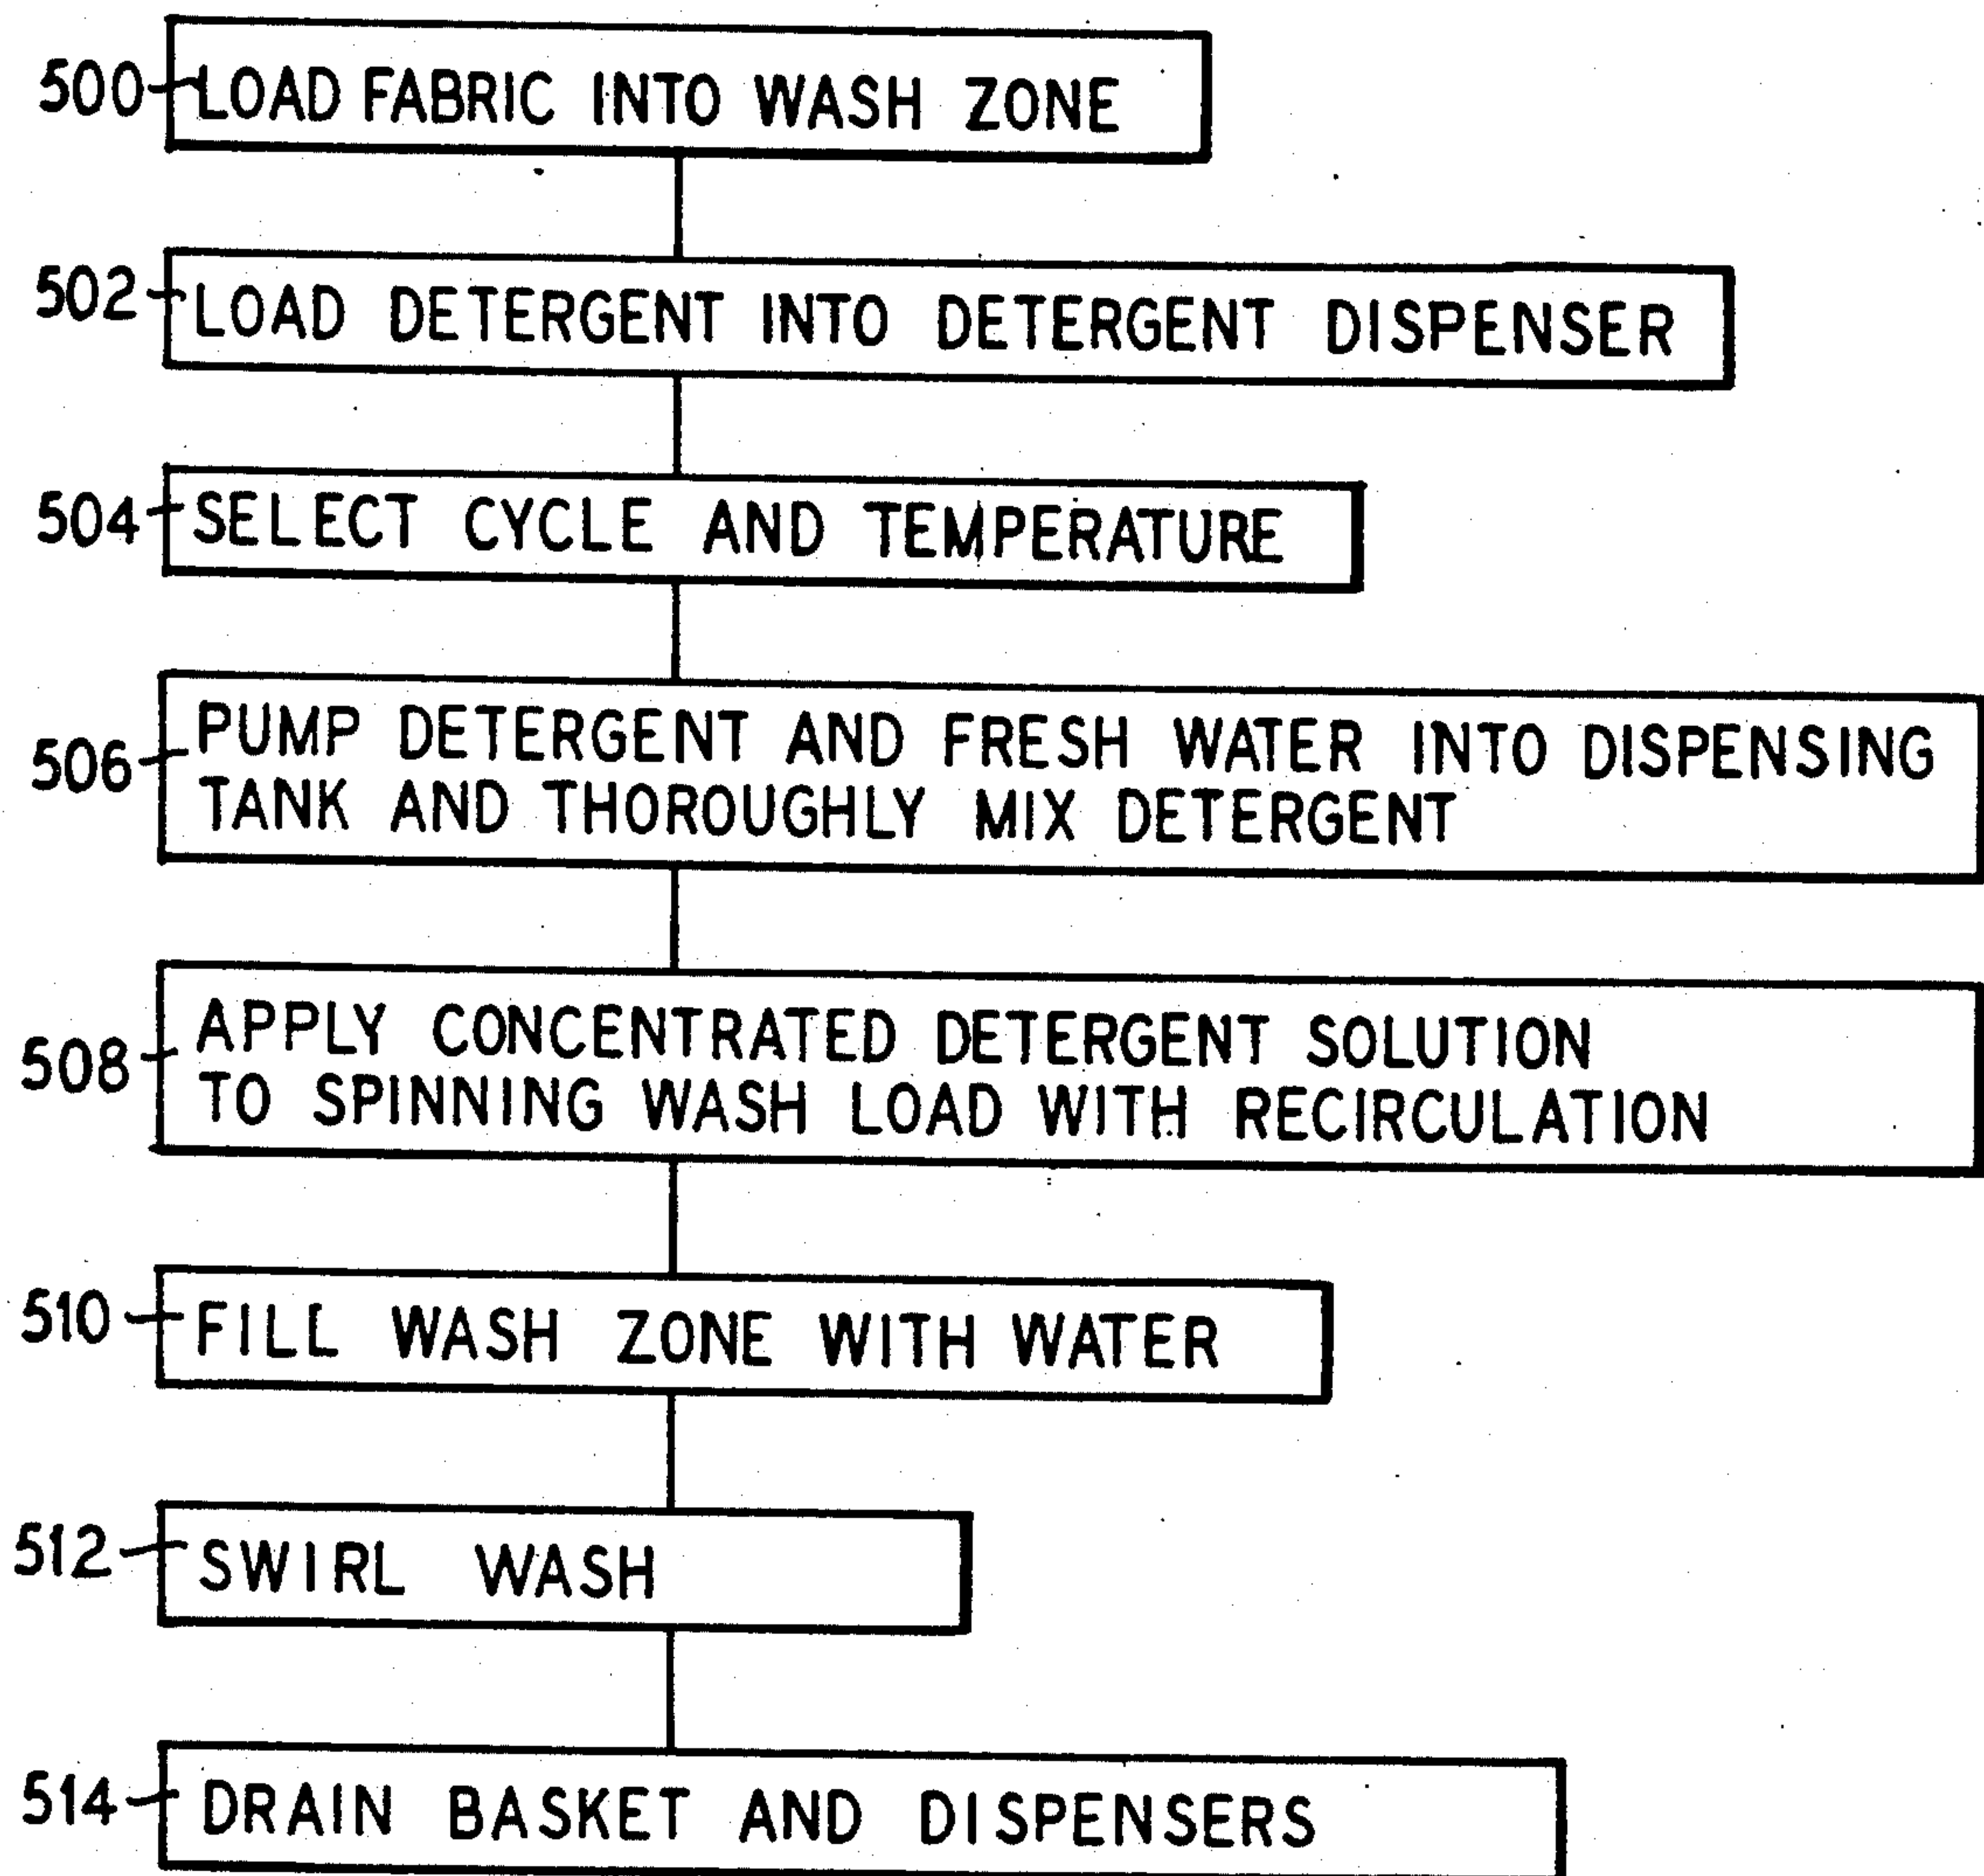 500 LOAD FABRIC INTO WASH ZONE
502 LOAD DETERGENT INTO DETERGENT DISPENSER
504 SELECT CYCLE AND TEMPERATURE
506 PUMP DETERGENT AND FRESH WATER INTO DISPENSING
TANK AND THOROUGHLY MIX DETERGENT
508 APPLY CONCENTRATED DETERGENT SOLUTION
TO SPINNING WASH LOAD WITH RECIRCULATION
510 FILL WASH ZONE WITH WATER
512 SWIRL WASH
514 DRAIN BASKET AND DISPENSERS